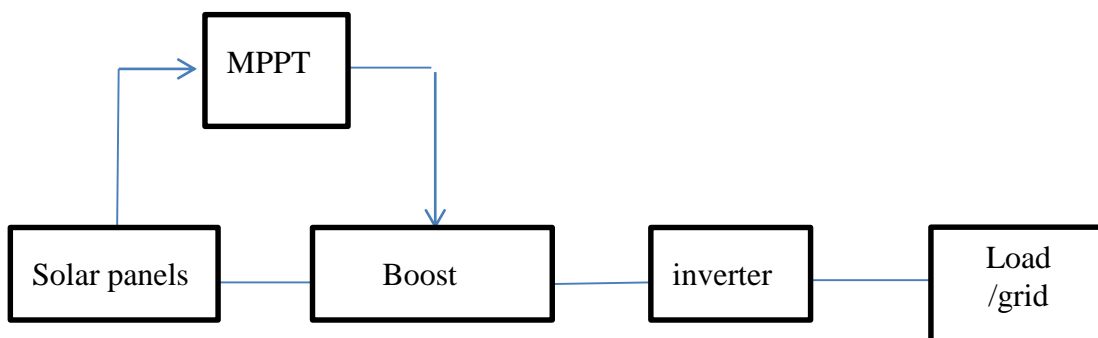 MPPT
Solar panels
Boost
inverter
Load
/grid